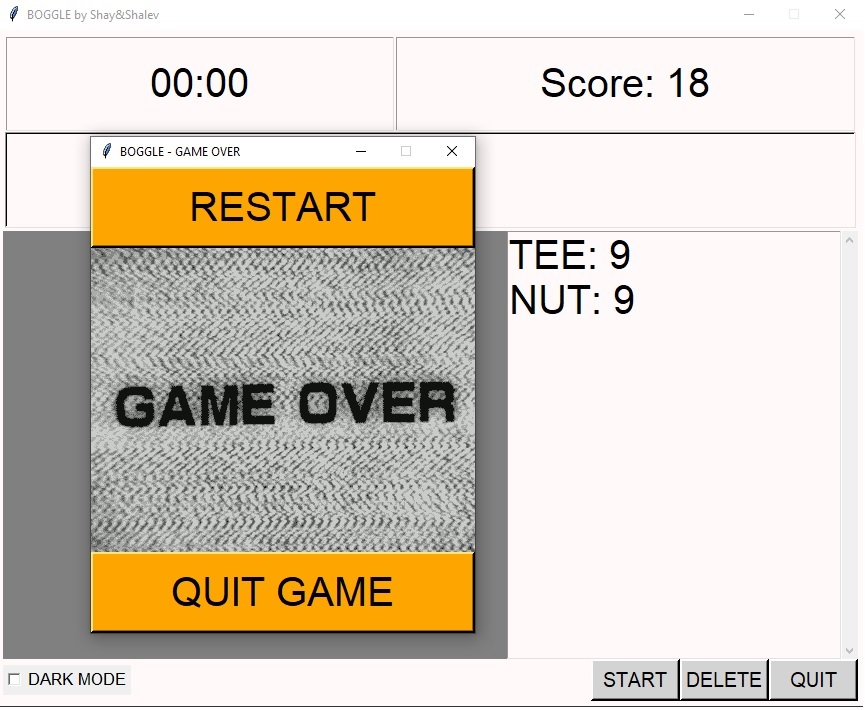 BOGGLE by Shay&Shalev
00:00
Score: 18
BOGGLE - GAME OVER
RESTART
GAME OVER
QUIT GAME
TEE: 9
NUT: 9
DARK MODE
START
DELETE
QUIT